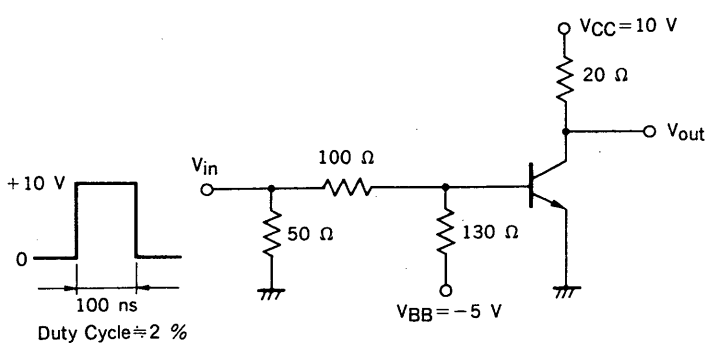 VCC=10 V
20 Ω
Vout
100 Ω
Vin
+10 V
50 Ω
130 Ω
0
VBB=-5 V
100 ns
Duty Cycle≒2 %